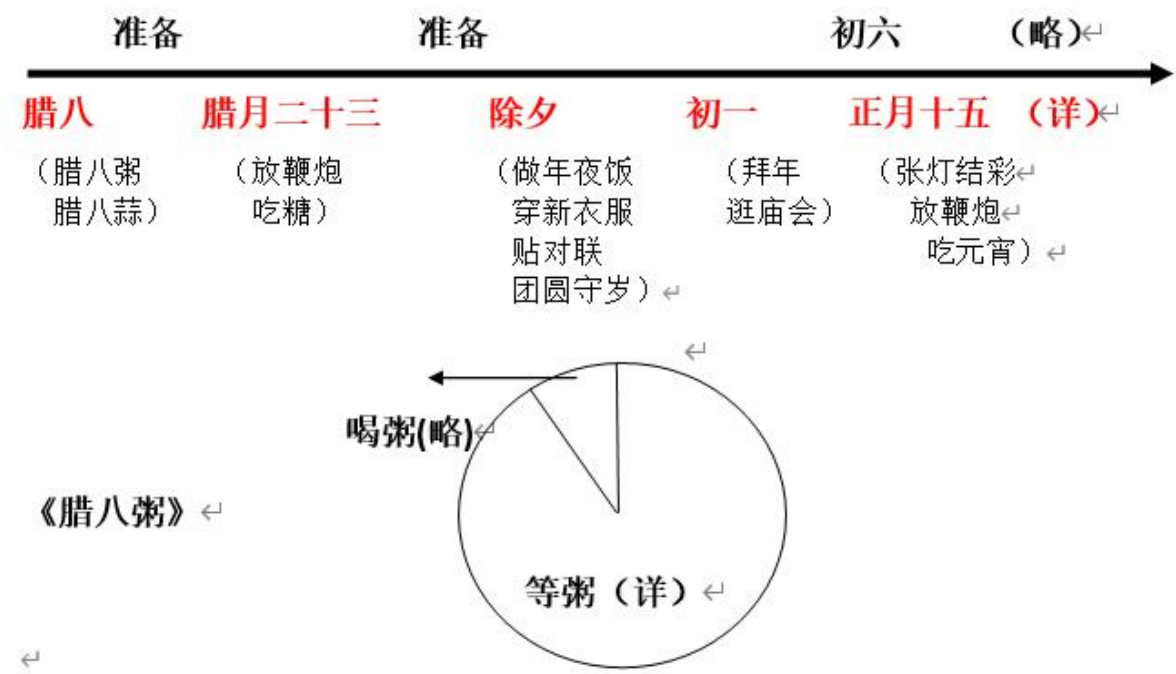 准备 准备 初六 （略）
腊八 腊月二十三 除夕 初一 正月十五 （详）
（腊八粥 （放鞭炮 （做年夜饭 （拜年 （张灯结彩
腊八蒜） 吃糖） 穿新衣服 逛庙会） 放鞭炮
贴对联 吃元宵）
团圆守岁）
喝粥(略)
《腊八粥》
等粥（详）